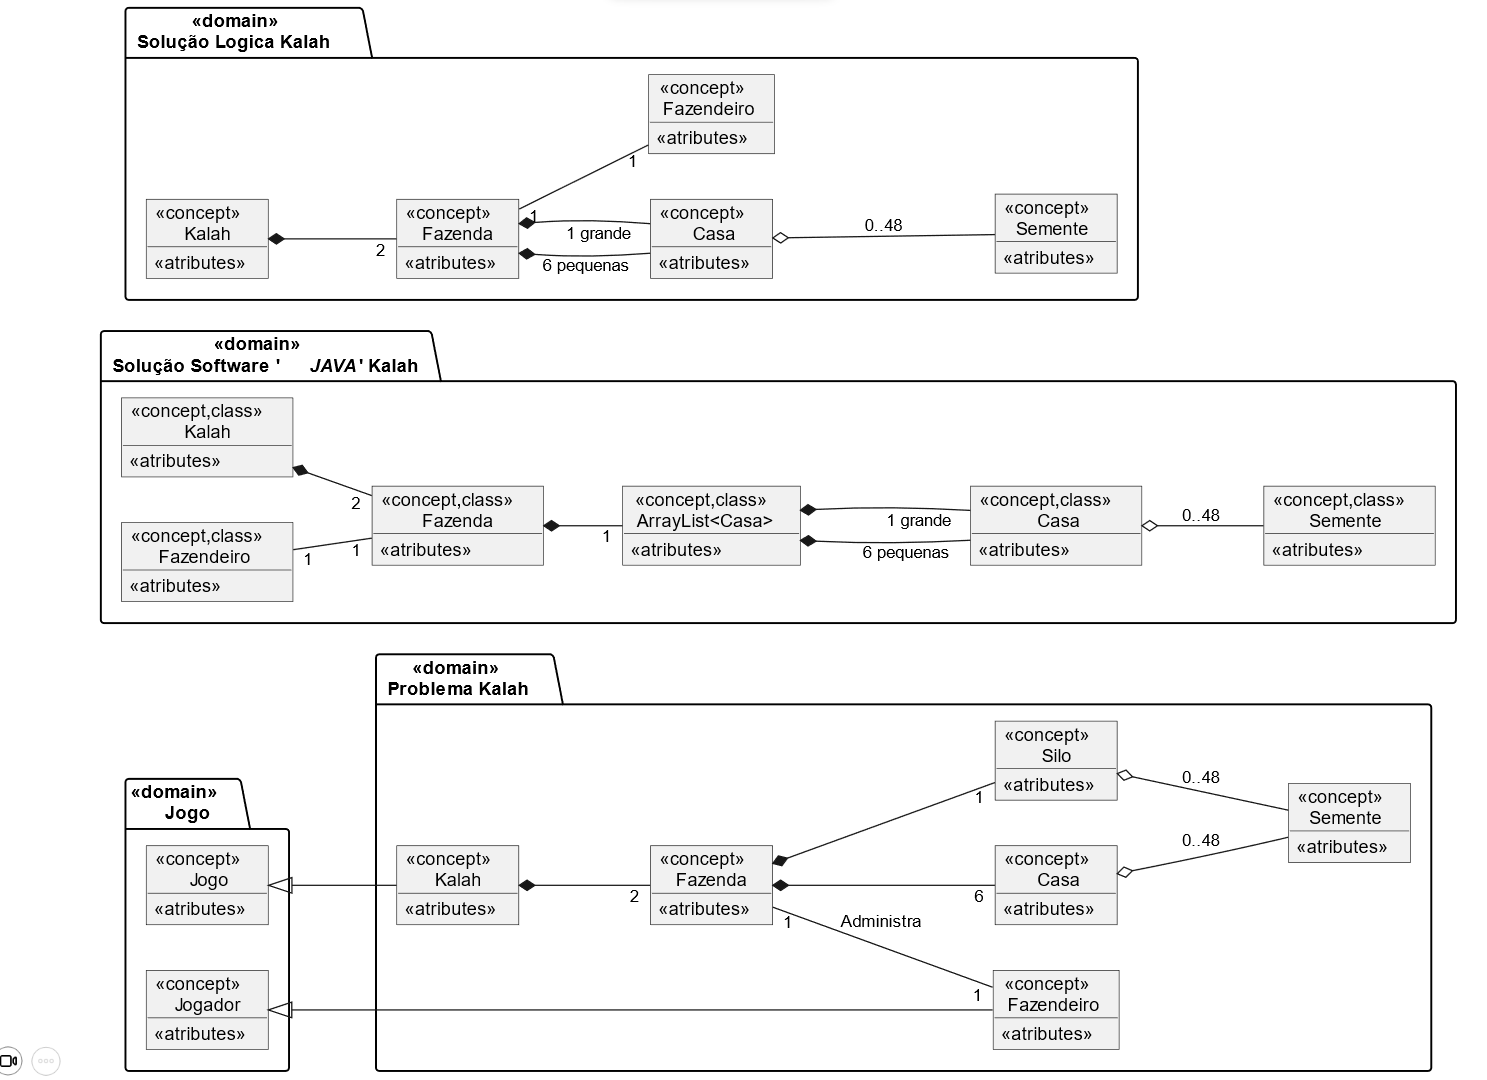 «domain»
Solução Logica Kalah
«concept»
Fazendeiro
«atributes»
1
«concept»
Kalah
«atributes»
2
«concept»
Fazenda
«atributes»
1
1 grande
6 pequenas
«concept»
Casa
«atributes»
0..48
«concept»
Semente
«atributes»
«domain»
Solução Software ' JAVA' Kalah
«concept,class»
Kalah
«atributes»
2
«concept,class»
Fazendeiro
«atributes»
1
1
«concept,class»
Fazenda
«atributes»
1
«concept,class»
ArrayList<Casa>
«atributes»
1 grande
6 pequenas
«concept,class»
Casa
«atributes»
0..48
«concept,class»
Semente
«atributes»
«domain»
Problema Kalah
«concept»
Silo
«atributes»
0..48
1
«concept»
Semente
«atributes»
0..48
«domain»
Jogo
«concept»
Jogo
«atributes»
«concept»
Kalah
«atributes»
2
«concept»
Fazenda
«atributes»
6
«concept»
Casa
«atributes»
1
Administra
1
«concept»
Jogador
«atributes»
«concept»
Fazendeiro
«atributes»